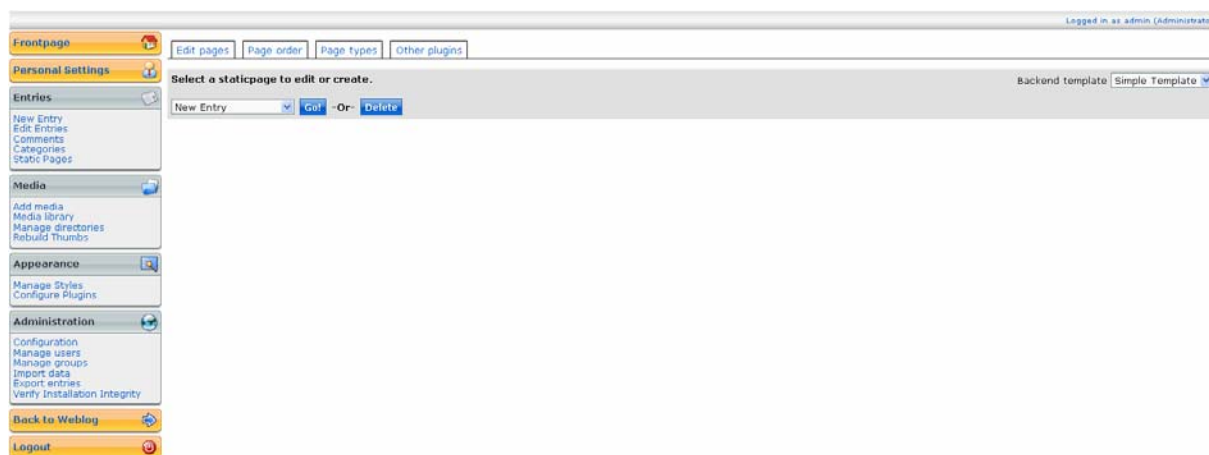 Logged in as admin (Administrato
Frontpage
Personal Settings
Entries
New Entry
Edit Entries
Comments
Categories
Static Pages
Media
Add media
Media library
Manage directories
Rebuild Thumbs
Appearance
Manage Styles
Configure Plugins
Administration
Configuration
Manage users
Manage groups
Import data
Export entries
Verify Installation Integrity
Back to Weblog
Logout
Edit pages Page order Page types Other plugins
Select a staticpage to edit or create. Backend template Simple Template
New Entry Go! -Or- Delete